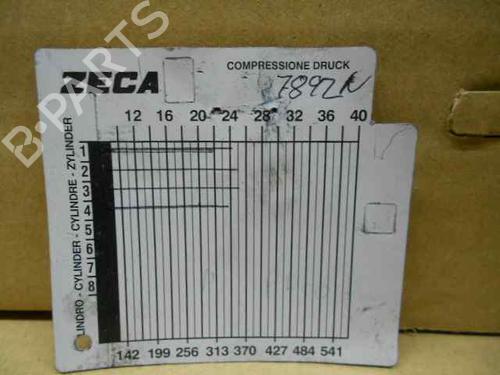 B-PARTS
ZECA
COMPRESSIONE DRUCK
7892N
12 16 20 24 28 32 36 40
LINDRO - CYLINDER - CYLINDRE - ZYLINDER
1
2
3
4
5
6
7
8
142 199 256 313 370 427 484 541